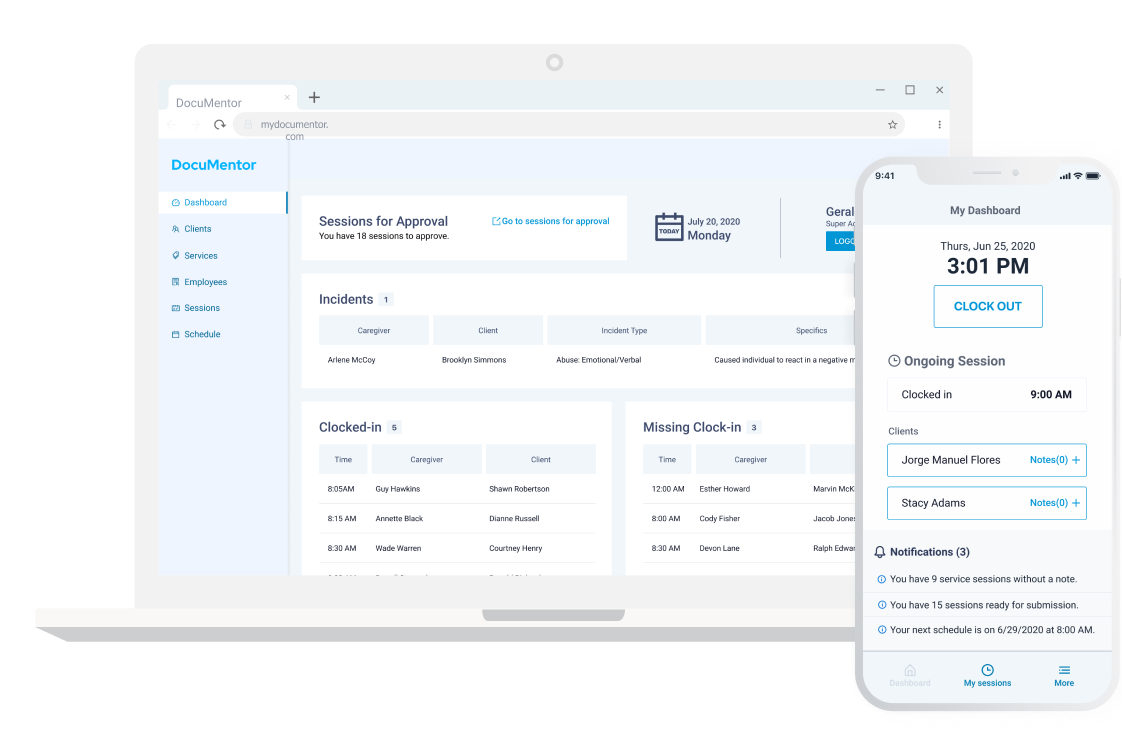 DocuMentor
mydocumentor.
com
DocuMentor
Dashboard
Clients
Services
Employees
Sessions
Schedule
Sessions for Approval
You have 18 sessions to approve.
Go to sessions for approval
TODAY
July 20, 2020
Monday
Geral
Super Ad
LOGO
Incidents 1
Caregiver Client Incident Type Specifics
Arlene McCoy Brooklyn Simmons Abuse: Emotional/Verbal Caused individual to react in a negative m
Clocked-in 5
Time Caregiver Client
8:05AM Guy Hawkins Shawn Robertson
8:15 AM Annette Black Dianne Russell
8:30 AM Wade Warren Courtney Henry
Missing Clock-in 3
Time Caregiver
12:00 AM Esther Howard Marvin McK
8:00 AM Cody Fisher Jacob Jones
8:30 AM Devon Lane Ralph Edwar
9:41
My Dashboard
Thurs, Jun 25, 2020
3:01 PM
CLOCK OUT
Ongoing Session
Clocked in 9:00 AM
Clients
Jorge Manuel Flores Notes(0) +
Stacy Adams Notes(0) +
Notifications (3)
You have 9 service sessions without a note.
You have 15 sessions ready for submission.
Your next schedule is on 6/29/2020 at 8:00 AM.
Dashboard My sessions More